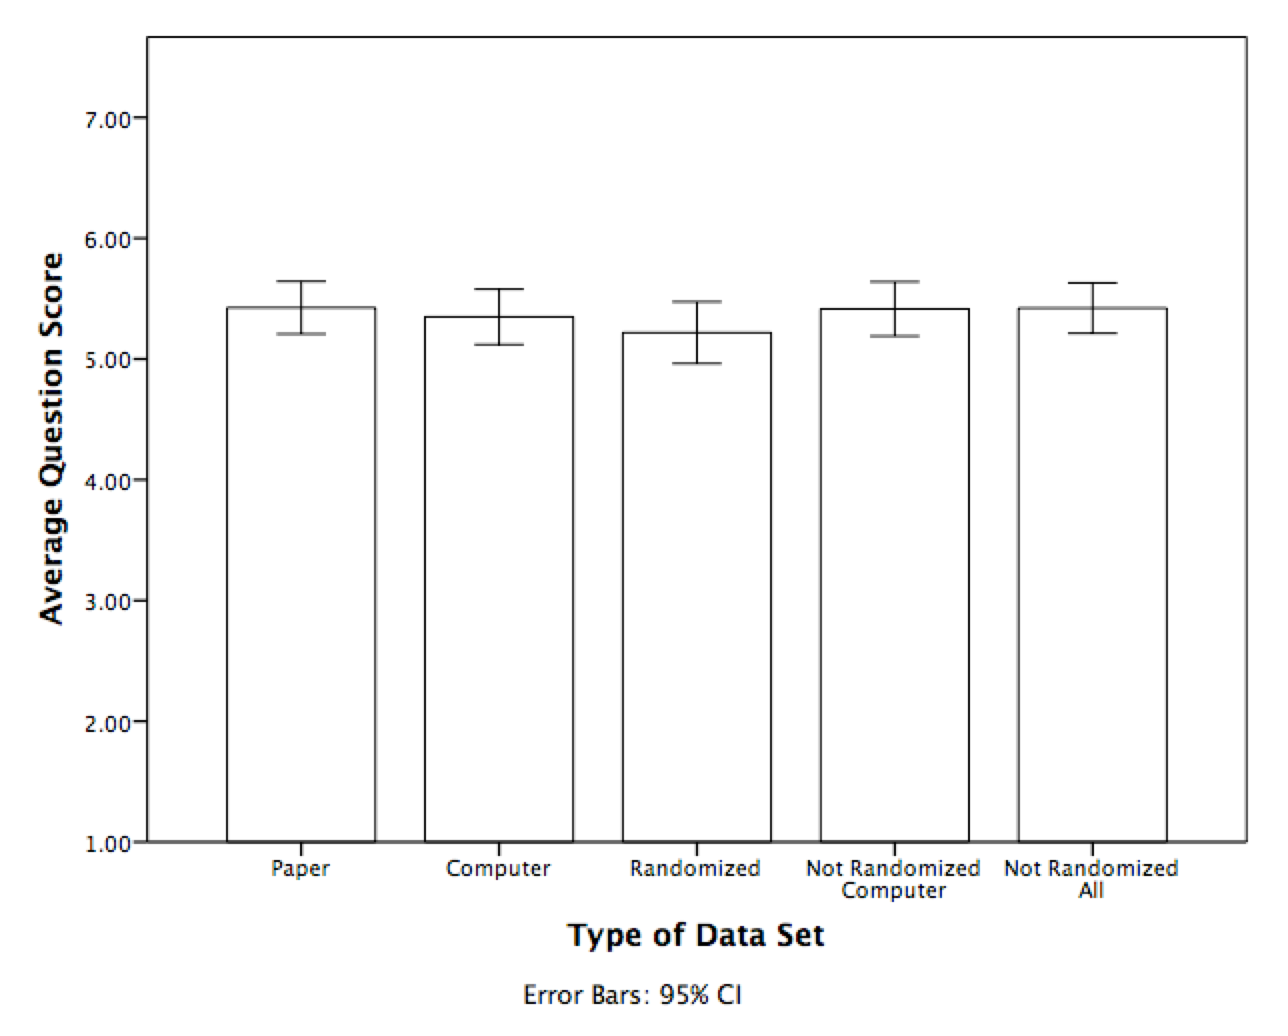 Average Question Score
7.00
6.00
5.00
4.00
3.00
2.00
1.00
Paper
Computer
Randomized
Not Randomized
Computer
Not Randomized
All
Type of Data Set
Error Bars: 95% CI